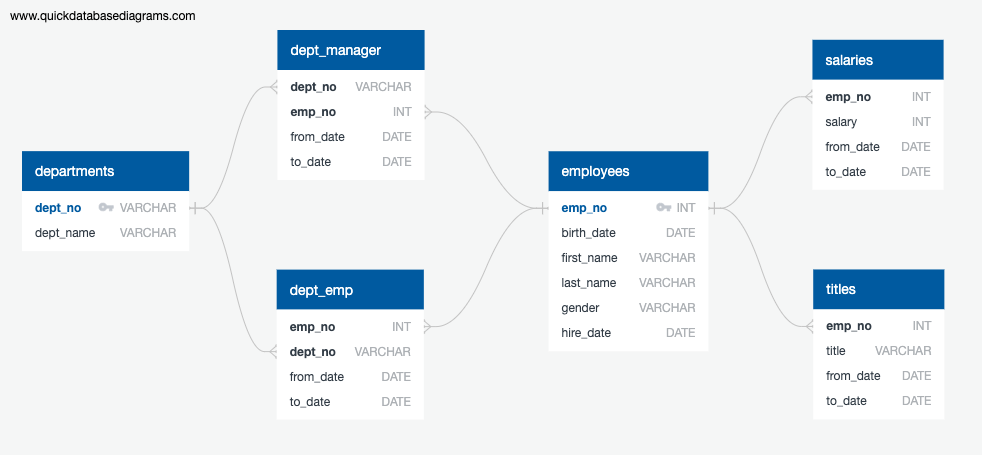 www.quickdatabasediagrams.com
dept_manager
dept_no VARCHAR
emp_no INT
from_date DATE
to_date DATE
salaries
emp_no INT
salary INT
from_date DATE
to_date DATE
departments
dept_no VARCHAR
dept_name VARCHAR
employees
emp_no INT
birth_date DATE
first_name VARCHAR
last_name VARCHAR
gender VARCHAR
hire_date DATE
dept_emp
emp_no INT
dept_no VARCHAR
from_date DATE
to_date DATE
titles
emp_no INT
title VARCHAR
from_date DATE
to_date DATE